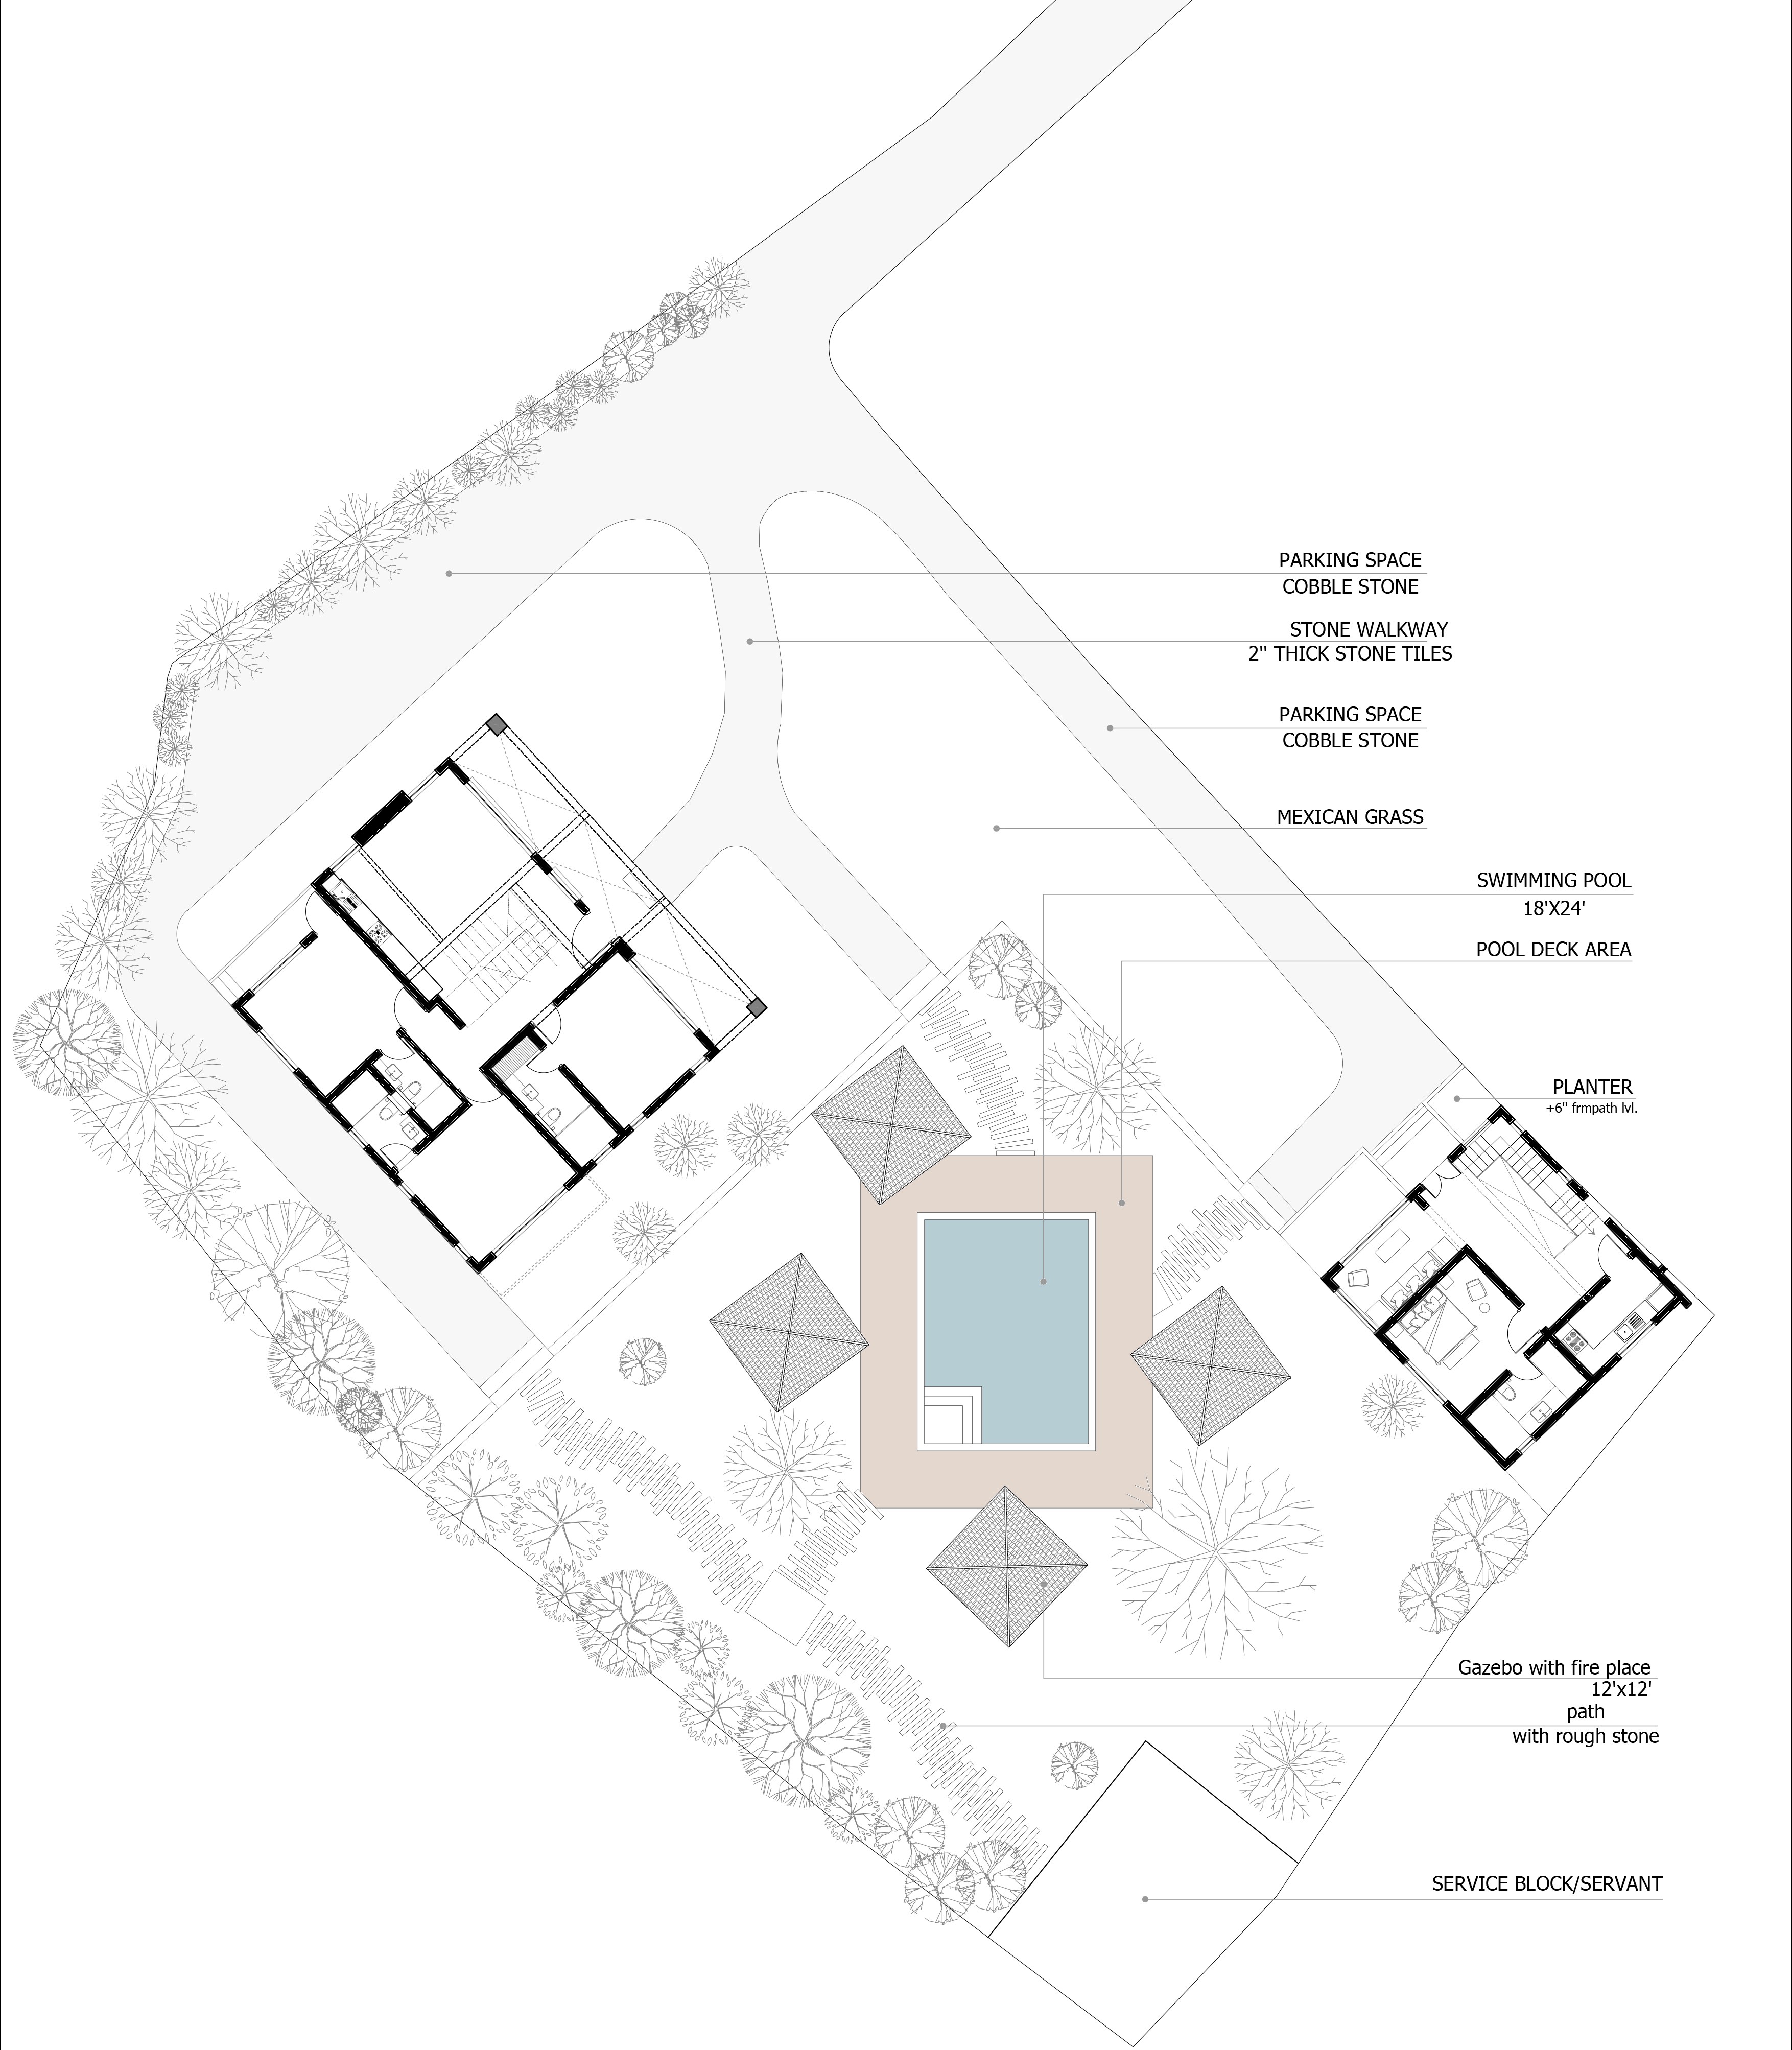 PARKING SPACE
COBBLE STONE
STONE WALKWAY
2" THICK STONE TILES
PARKING SPACE
COBBLE STONE
MEXICAN GRASS
SWIMMING POOL
18'X24'
POOL DECK AREA
PLANTER
+6" frmpath lvl.
Gazebo with fire place
12'x12'
path
with rough stone
SERVICE BLOCK/SERVANT